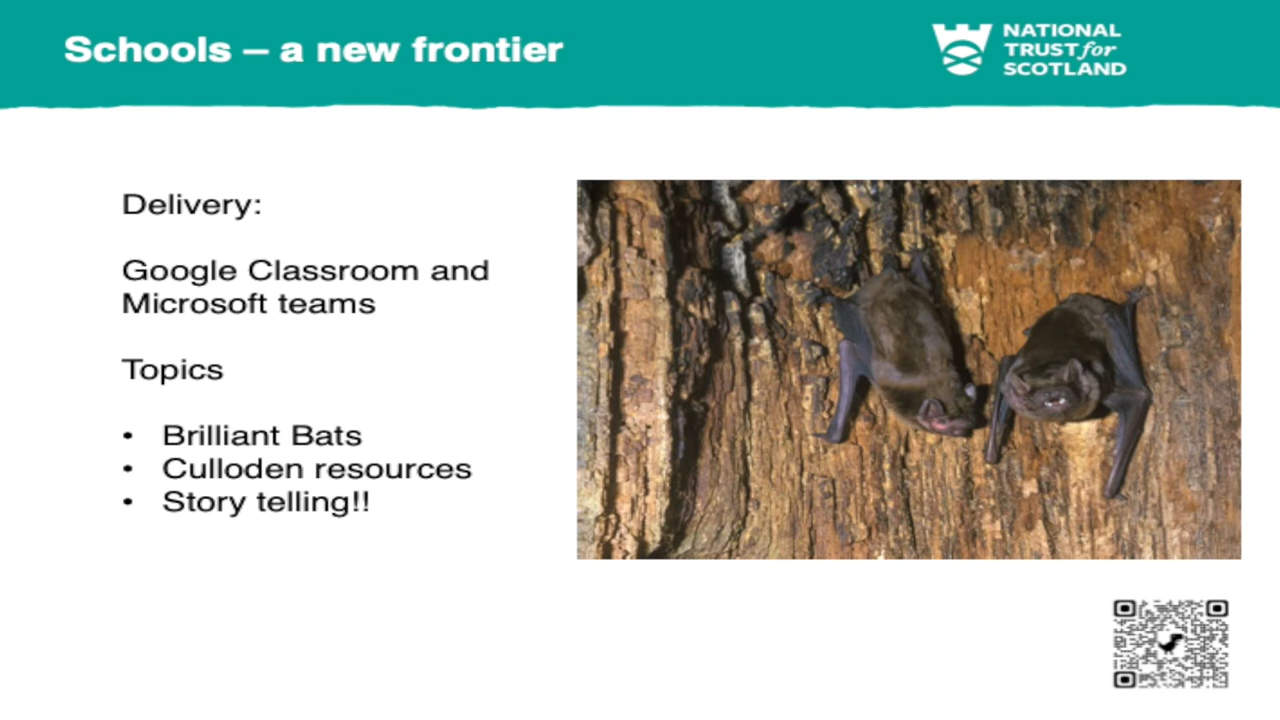 Schools – a new frontier
NATIONAL
TRUST for
SCOTLAND
Delivery:
Google Classroom and
Microsoft teams
Topics
• Brilliant Bats
• Culloden resources
• Story telling!!